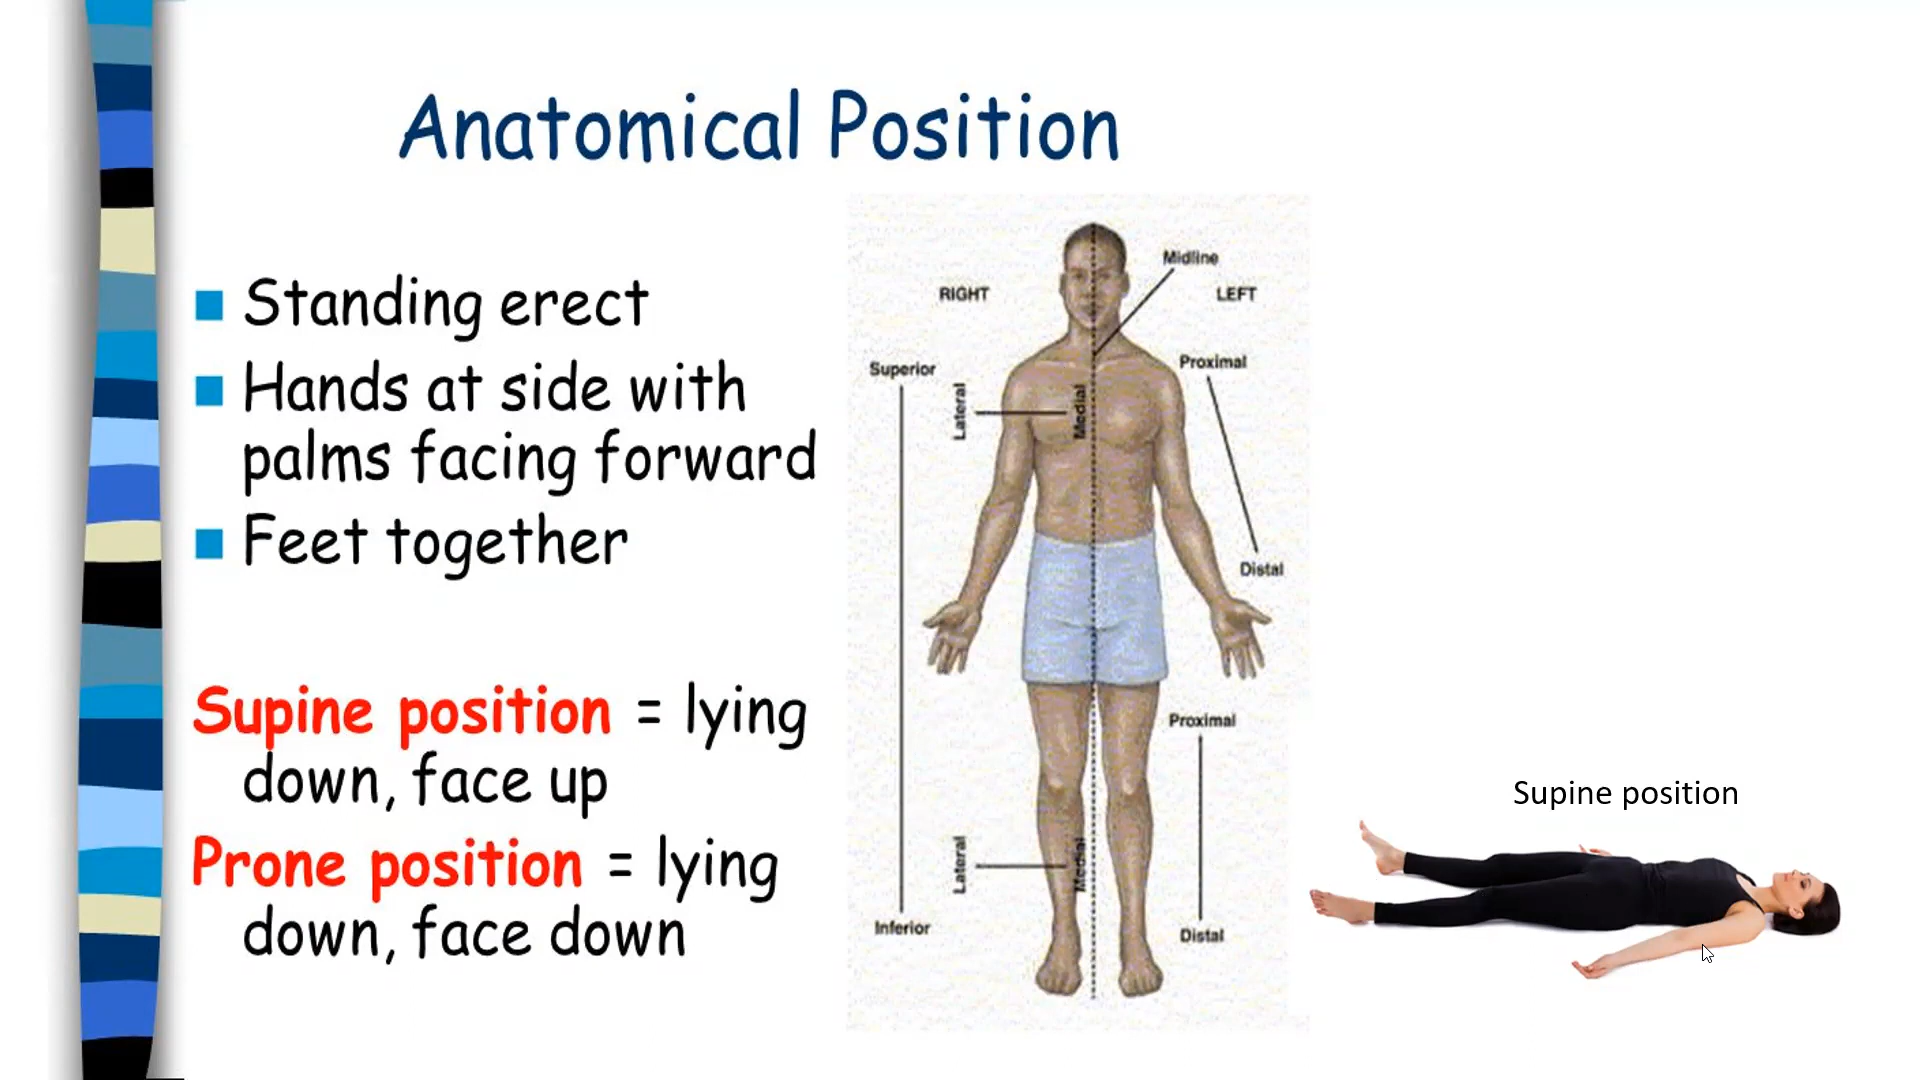 Anatomical Position
Standing erect
Hands at side with
palms facing forward
Feet together
Supine position = lying
down, face up
Prone position = lying
down, face down
Midline
RIGHT
LEFT
Superior
Proximal
Lateral
Medial
Distal
Proximal
Lateral
Medial
Inferior
Distal
Supine position